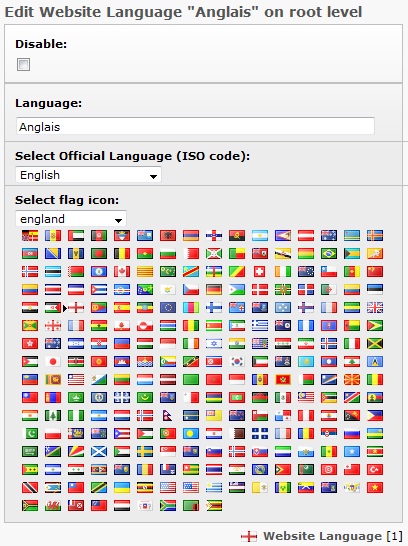 Edit Website Language "Anglais" on root level
Disable:
Language:
Anglais
Select Official Language (ISO code):
English
Select flag icon:
england
Website Language [1]